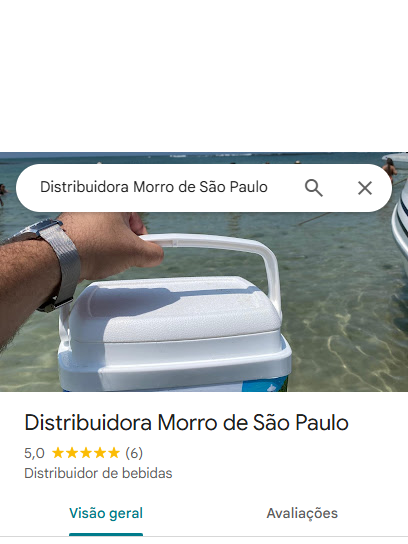 Distribuidora Morro de São Paulo
Distribuidora Morro de São Paulo
5,0 (6)
Distribuidor de bebidas
Visão geral
Avaliações